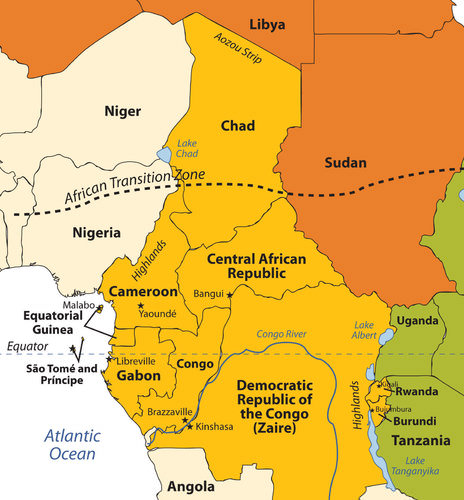 Libya
Aozou Strip
Niger
Chad
Lake
Chad
Sudan
African Transition Zone
Nigeria
Highlands
Central African
Republic
Cameroon
Bangui
Malabo
Yaoundé
Equatorial
Guinea
Congo River
Lake
Albert
Uganda
Equator
Libreville
São Tomé and
Príncipe
Gabon
Congo
Democratic
Republic of
the Congo
(Zaire)
Highlands
Kigali
Rwanda
Bujumbura
Burundi
Brazzaville
Kinshasa
Tanzania
Atlantic
Ocean
Lake
Tanganyika
Angola